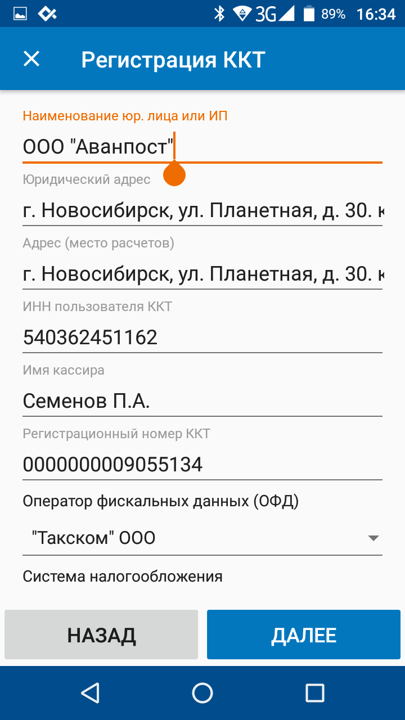 3G 89% 16:34
Регистрация ККТ
Наименование юр. лица или ИП
ООО "Аванпост"
Юридический адрес
г. Новосибирск, ул. Планетная, д. 30. к
Адрес (место расчетов)
г. Новосибирск, ул. Планетная, д. 30. к
ИНН пользователя ККТ
540362451162
Имя кассира
Семенов П.А.
Регистрационный номер ККТ
0000000009055134
Оператор фискальных данных (ОФД)
"Такском" ООО
Система налогообложения
НАЗАД ДАЛЕЕ